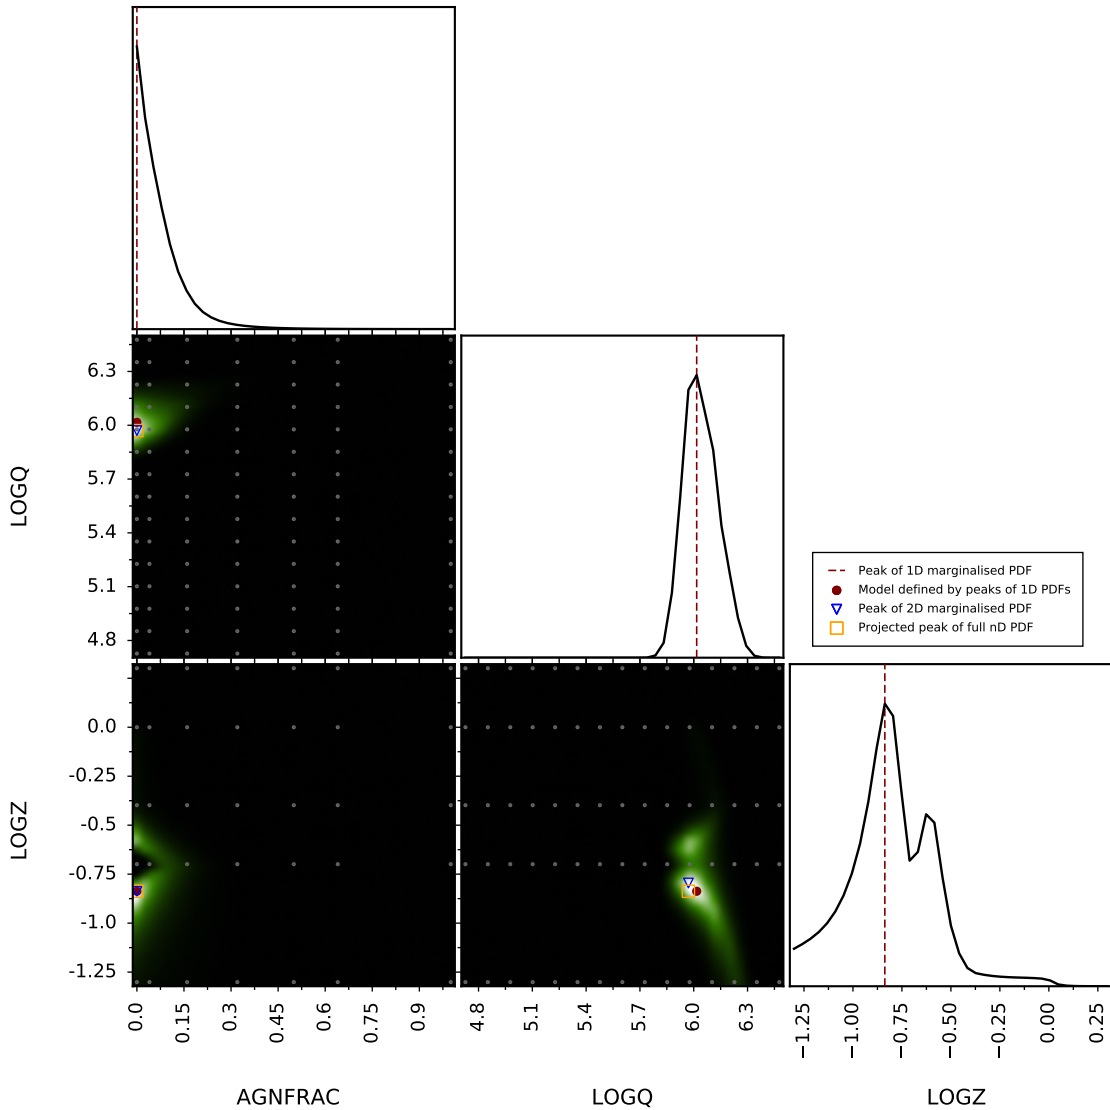 6.3
6.0
5.7
5.4
5.1
4.8
LOGQ
Peak of 1D marginalised PDF
Model defined by peaks of 1D PDFs
Peak of 2D marginalised PDF
Projected peak of full nD PDF
0.0
-0.25
-0.5
-0.75
-1.0
-1.25
LOGZ
0.0 0.15 0.3 0.45 0.6 0.75 0.9
4.8 5.1 5.4 5.7 6.0 6.3
−1.25 −1.00 −0.75 −0.50 −0.25 0.00 0.25
AGNFRAC LOGQ LOGZ